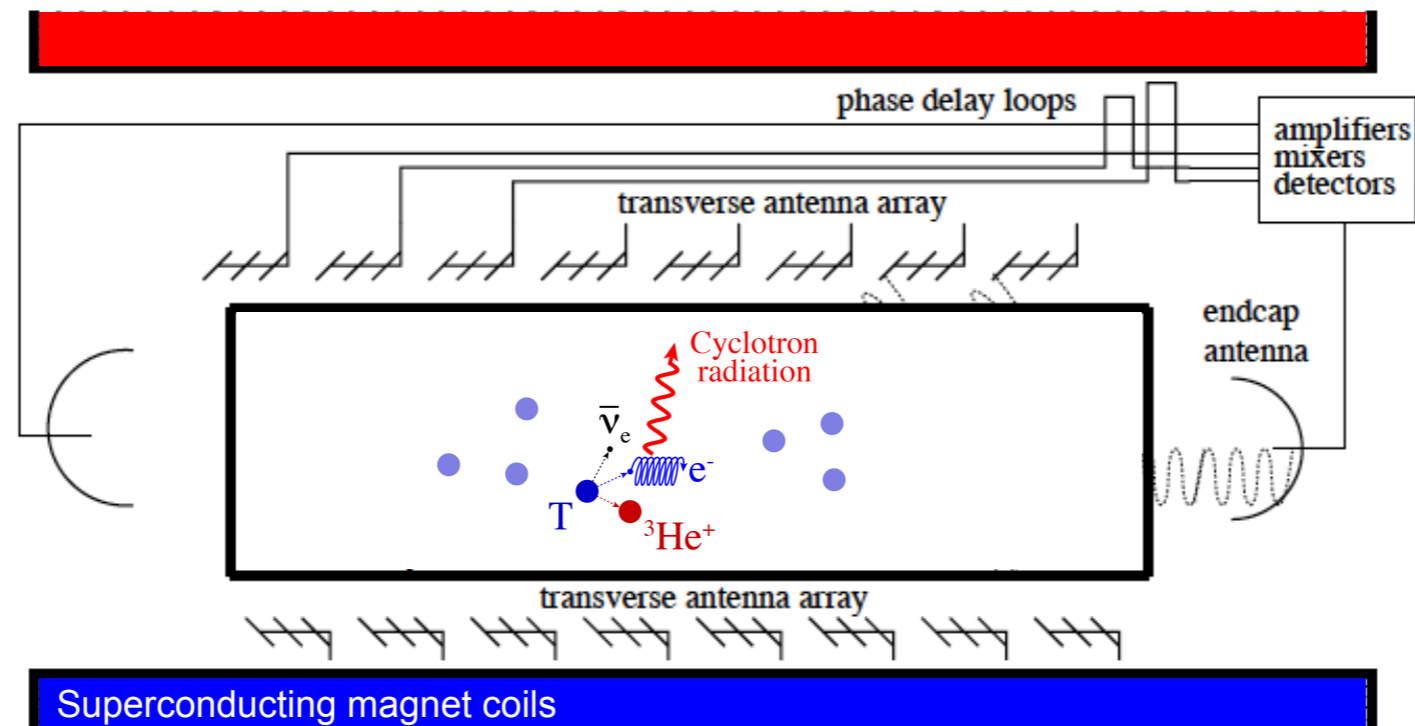 phase delay loops
amplifiers
mixers
detectors
transverse antenna array
endcap
antenna
Cyclotron
radiation
ν̅ₑ
e⁻
T
³He⁺
transverse antenna array
Superconducting magnet coils